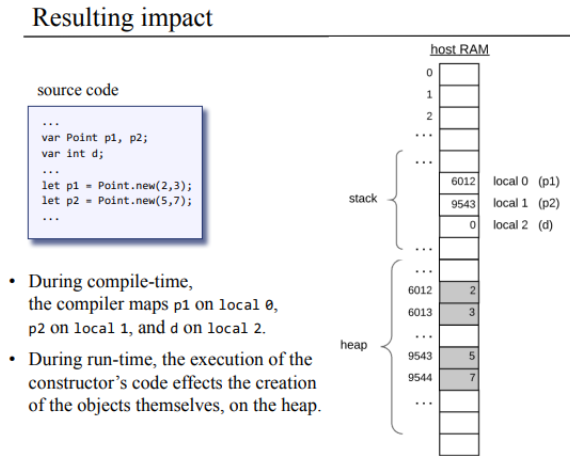 Resulting impact
source code
...
var Point p1, p2;
var int d;
...
let p1 = Point.new(2,3);
let p2 = Point.new(5,7);
...
• During compile-time,
the compiler maps p1 on local 0,
p2 on local 1, and d on local 2.
• During run-time, the execution of the
constructor's code effects the creation
of the objects themselves, on the heap.
host RAM
0
1
2
...
...
stack
6012 local 0 (p1)
9543 local 1 (p2)
0 local 2 (d)
...
...
6012 2
6013 3
...
heap
9543 5
9544 7
...